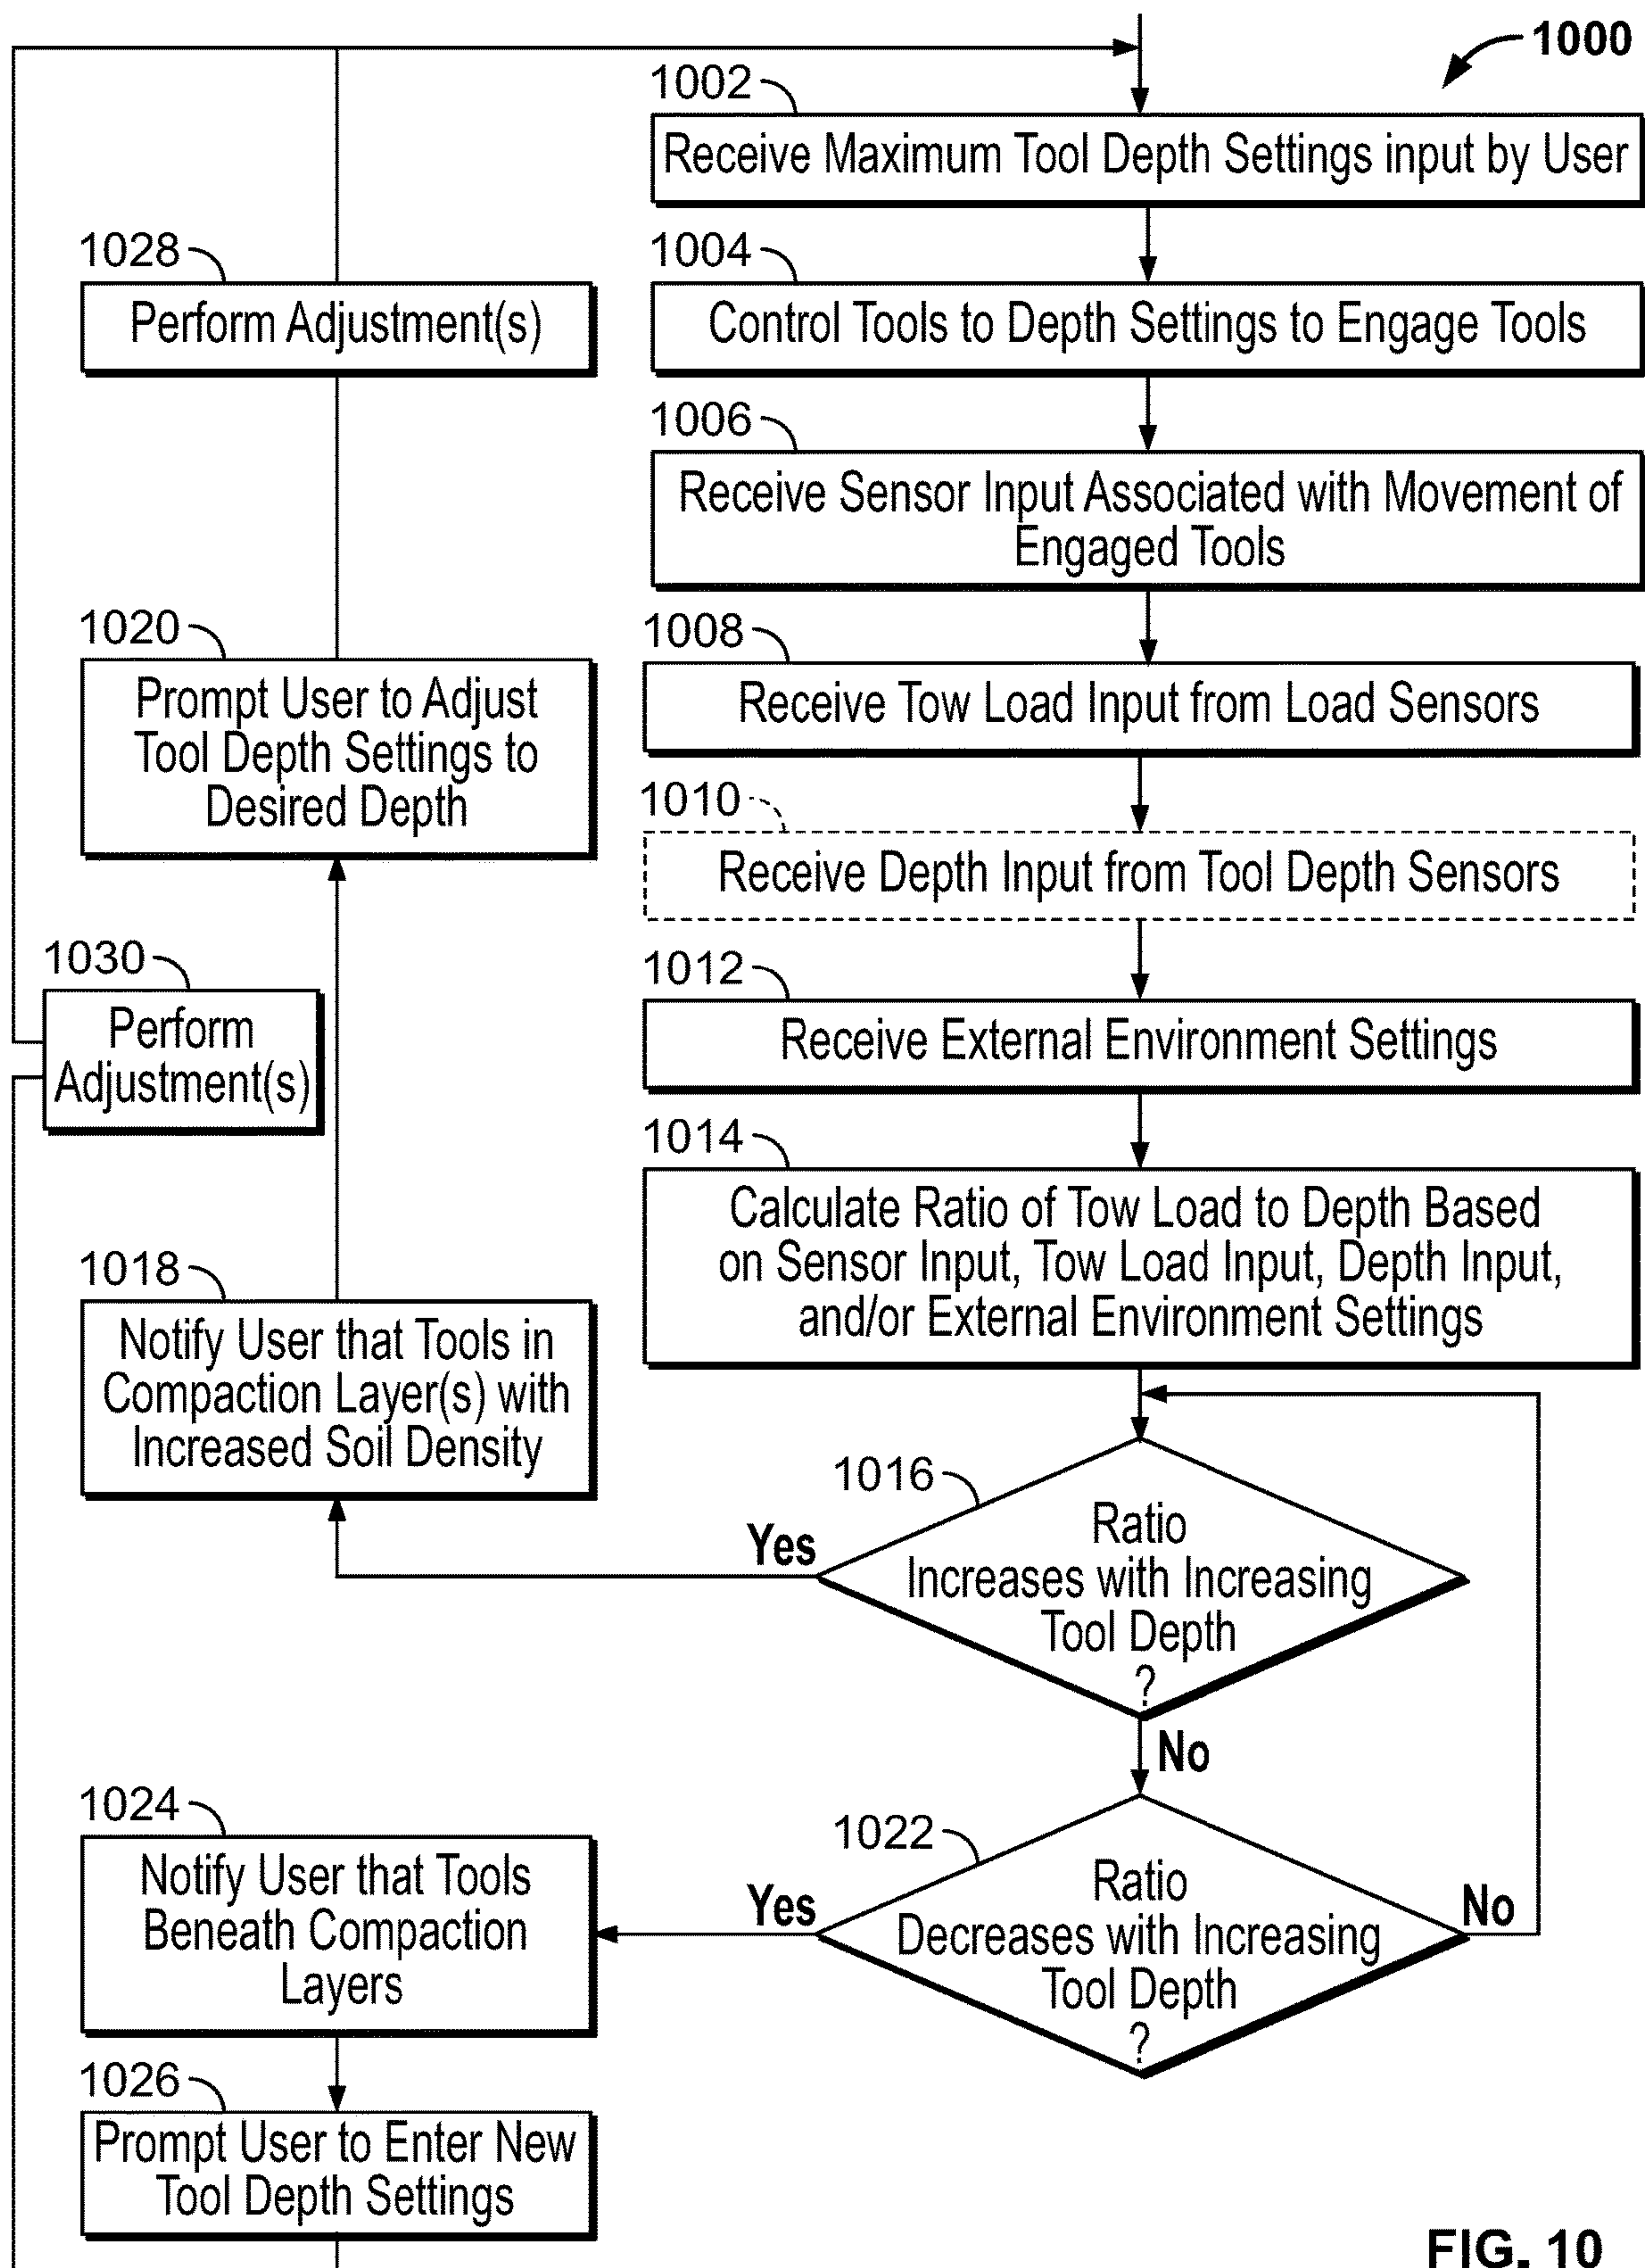 1000
1002
Receive Maximum Tool Depth Settings input by User
1004
Control Tools to Depth Settings to Engage Tools
1006
Receive Sensor Input Associated with Movement of
Engaged Tools
1008
Receive Tow Load Input from Load Sensors
1010
Receive Depth Input from Tool Depth Sensors
1012
Receive External Environment Settings
1014
Calculate Ratio of Tow Load to Depth Based
on Sensor Input, Tow Load Input, Depth Input,
and/or External Environment Settings
1016
Ratio
Increases with Increasing
Tool Depth
?
Yes
No
1018
Notify User that Tools in
Compaction Layer(s) with
Increased Soil Density
1020
Prompt User to Adjust
Tool Depth Settings to
Desired Depth
1028
Perform Adjustment(s)
1022
Ratio
Decreases with Increasing
Tool Depth
?
Yes
No
1024
Notify User that Tools
Beneath Compaction
Layers
1026
Prompt User to Enter New
Tool Depth Settings
1030
Perform
Adjustment(s)
FIG. 10